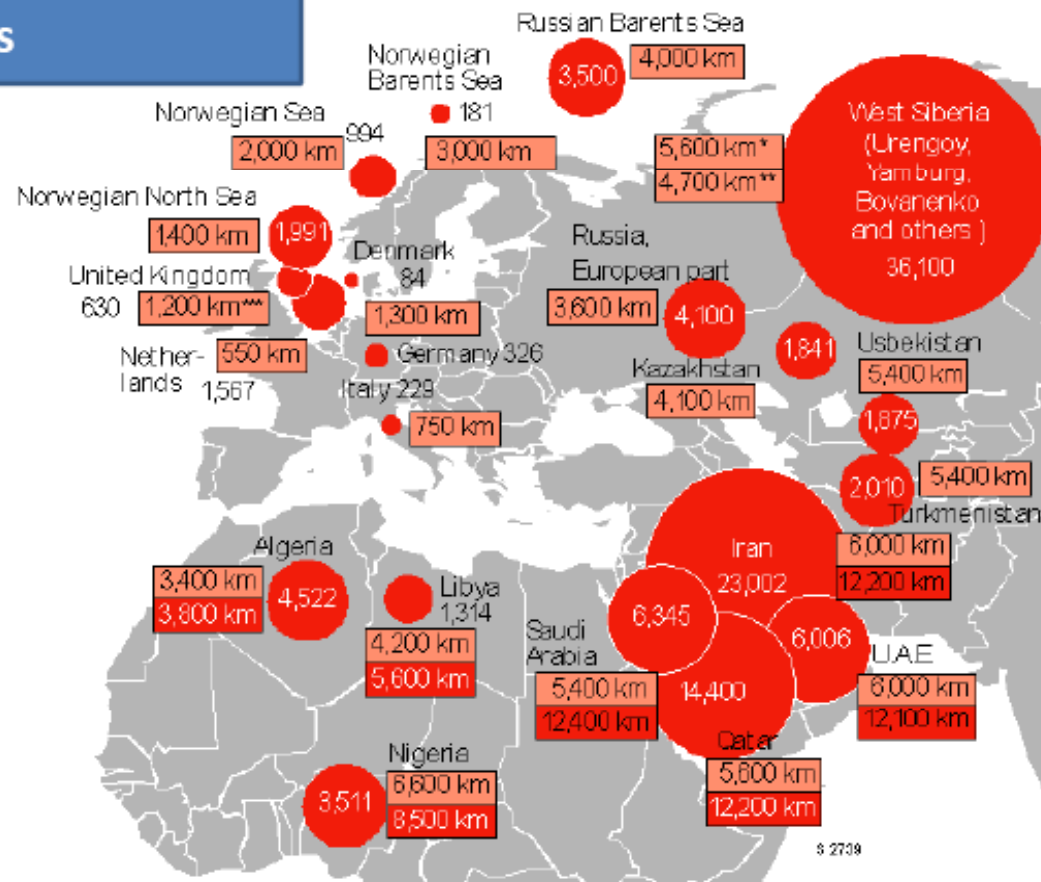 s
Russian Barents Sea
3,500
4,000 km
Norwegian
Barents Sea
181
3,000 km
Norwegian Sea
994
2,000 km
West Siberia
(Urengoy,
Yamburg,
Bovanenko
and others )
36,100
5,600 km*
4,700 km**
Norwegian North Sea
1,400 km
1,991
Denmark
84
1,300 km
Russia,
European part
3,600 km
4,100
United Kingdom
630
1,200 km***
Nether-
lands
1,567
550 km
Germany 326
Italy 229
750 km
1,841
Kazakhstan
4,100 km
Usbekistan
5,400 km
1,875
2,010
5,400 km
Turkmenistan
Algeria
3,400 km
3,800 km
4,522
Libya
1,314
4,200 km
5,600 km
Iran
23,002
6,000 km
12,200 km
6,345
Saudi
Arabia
5,400 km
12,400 km
6,006
U.A.E
6,000 km
12,100 km
14,400
Qatar
5,600 km
12,200 km
Nigeria
3,511
6,600 km
8,500 km
S 2739